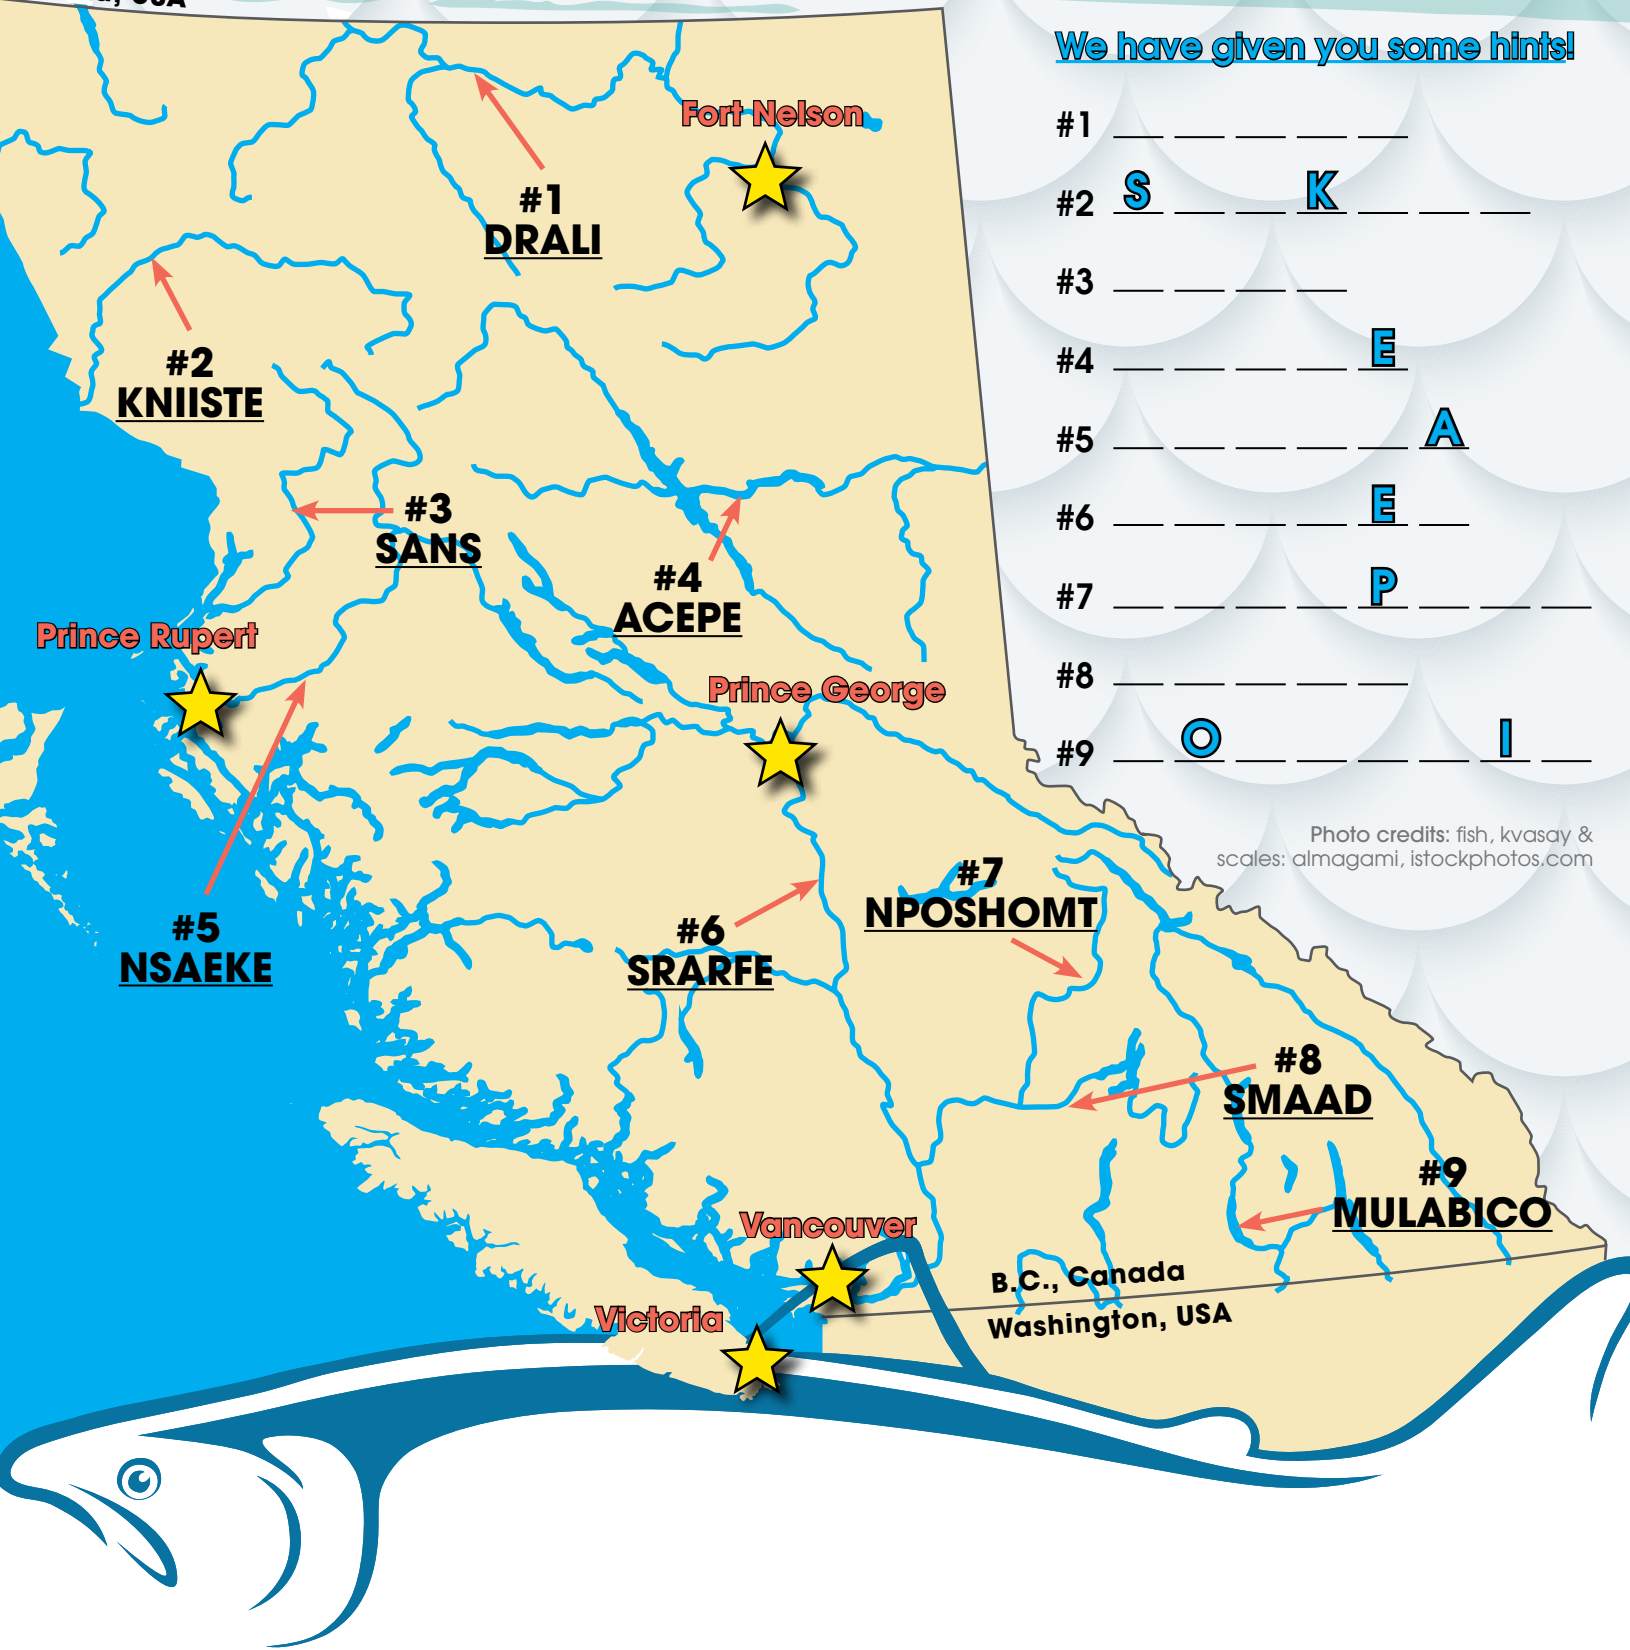 USA
Fort Nelson
#1
DRALI
#2
KNIISTE
#3
SANS
#4
ACEPE
Prince Rupert
Prince George
#5
NSAEKE
#6
SRARFE
#7
NPOSHOMT
#8
SMAAD
#9
MULABICO
Vancouver
Victoria
B.C., Canada
Washington, USA
We have given you some hints!
#1 _ _ _ _ _
#2 S _ _ K _ _ _
#3 _ _ _ _
#4 _ _ _ _ E
#5 _ _ _ _ _ A
#6 _ _ _ _ E _
#7 _ _ _ _ P _ _ _
#8 _ _ _ _ _
#9 _ O _ _ _ _ I _
Photo credits: fish, kvasay &
scales: almagami, istockphotos.com